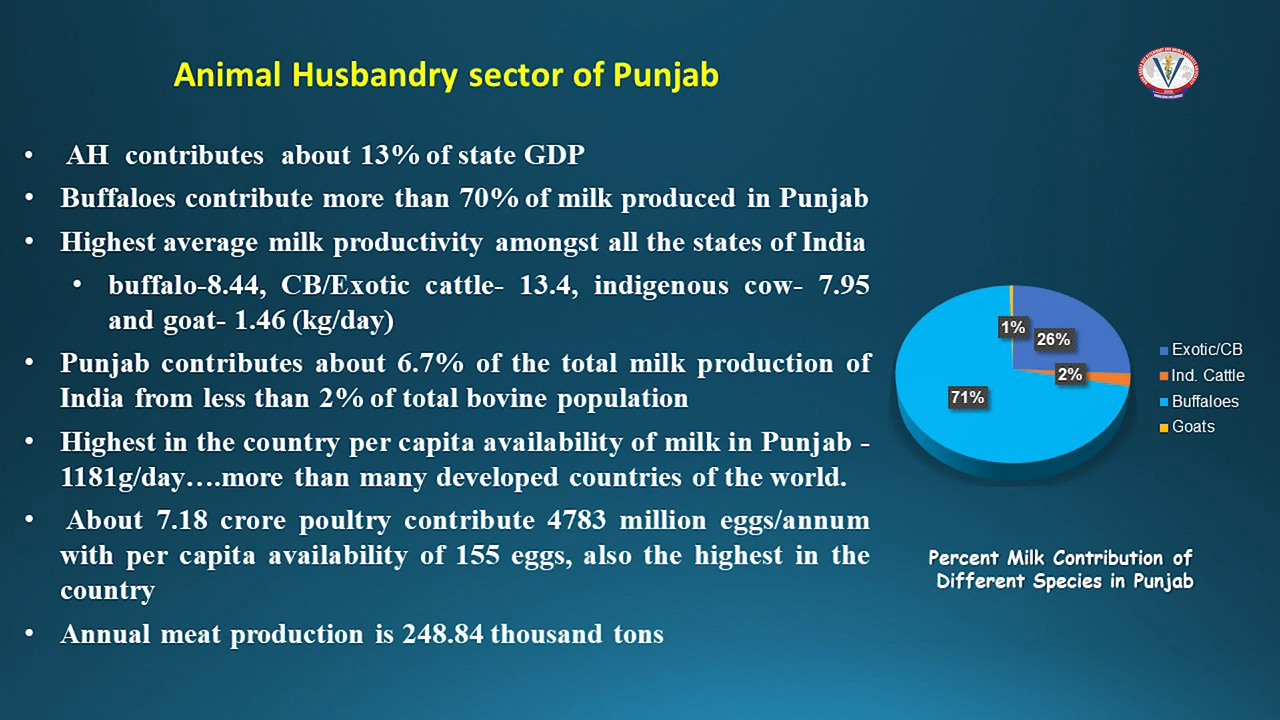 Animal Husbandry sector of Punjab
• AH contributes about 13% of state GDP
• Buffaloes contribute more than 70% of milk produced in Punjab
• Highest average milk productivity amongst all the states of India
• buffalo-8.44, CB/Exotic cattle- 13.4, indigenous cow- 7.95
and goat- 1.46 (kg/day)
• Punjab contributes about 6.7% of the total milk production of
India from less than 2% of total bovine population
• Highest in the country per capita availability of milk in Punjab -
1181g/day….more than many developed countries of the world.
• About 7.18 crore poultry contribute 4783 million eggs/annum
with per capita availability of 155 eggs, also the highest in the
country
• Annual meat production is 248.84 thousand tons
1%
26%
2%
71%
Exotic/CB
Ind. Cattle
Buffaloes
Goats
Percent Milk Contribution of
Different Species in Punjab